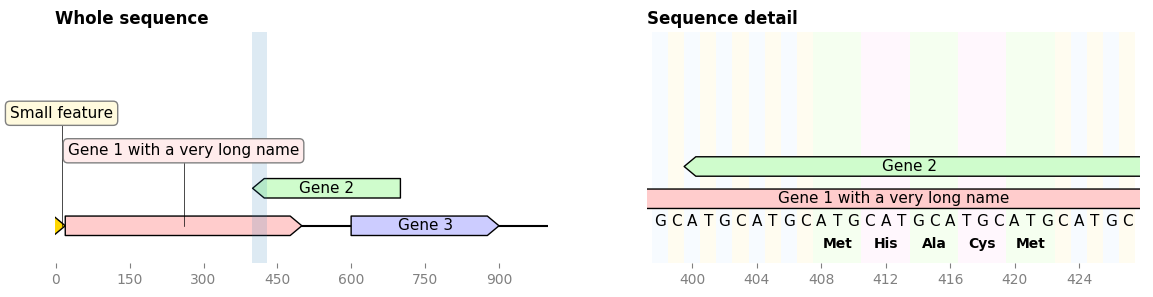 Whole sequence
Small feature
Gene 1 with a very long name
Gene 2
Gene 3
0 150 300 450 600 750 900
Sequence detail
Gene 2
Gene 1 with a very long name
G C A T G C A T G C A T G C A T G C A T G C A T G C A T G C
Met His Ala Cys Met
400 404 408 412 416 420 424